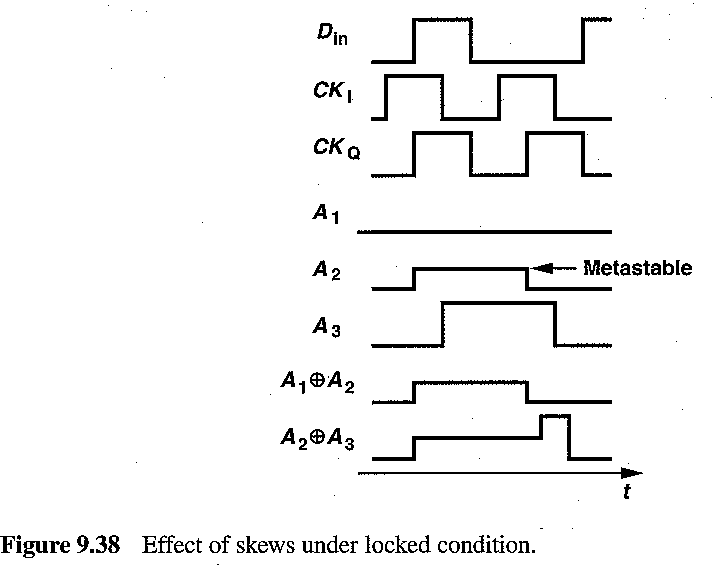 D_in
CK_I
CK_Q
A_1
A_2
Metastable
A_3
A_1⊕A_2
A_2⊕A_3
t
Figure 9.38 Effect of skews under locked condition.